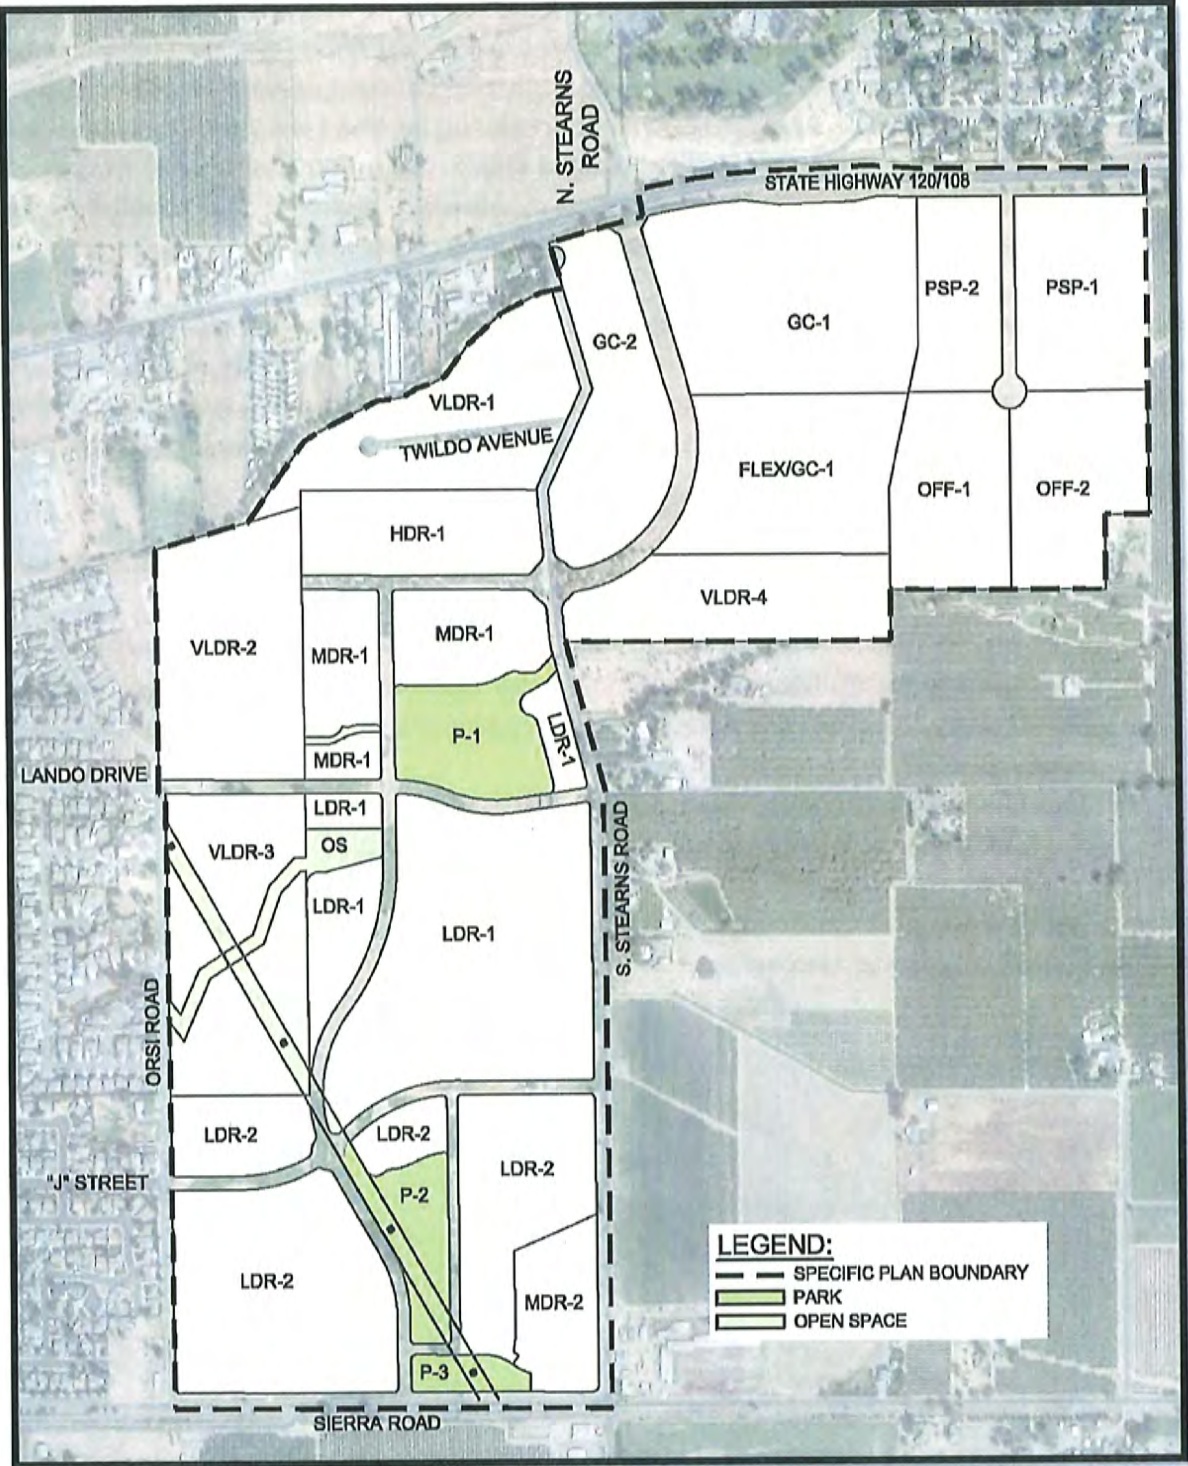 N. STEARNS
ROAD
STATE HIGHWAY 120/108
PSP-2
PSP-1
GC-1
GC-2
VLDR-1
TWILDO AVENUE
FLEX/GC-1
OFF-1
OFF-2
HDR-1
VLDR-4
MDR-1
VLDR-2
MDR-1
P-1
LDR-1
MDR-1
LANDO DRIVE
LDR-1
OS
VLDR-3
LDR-1
LDR-1
S. STEARNS ROAD
ORSI ROAD
LDR-2
LDR-2
LDR-2
"J" STREET
P-2
LDR-2
MDR-2
P-3
SIERRA ROAD
LEGEND:
SPECIFIC PLAN BOUNDARY
PARK
OPEN SPACE